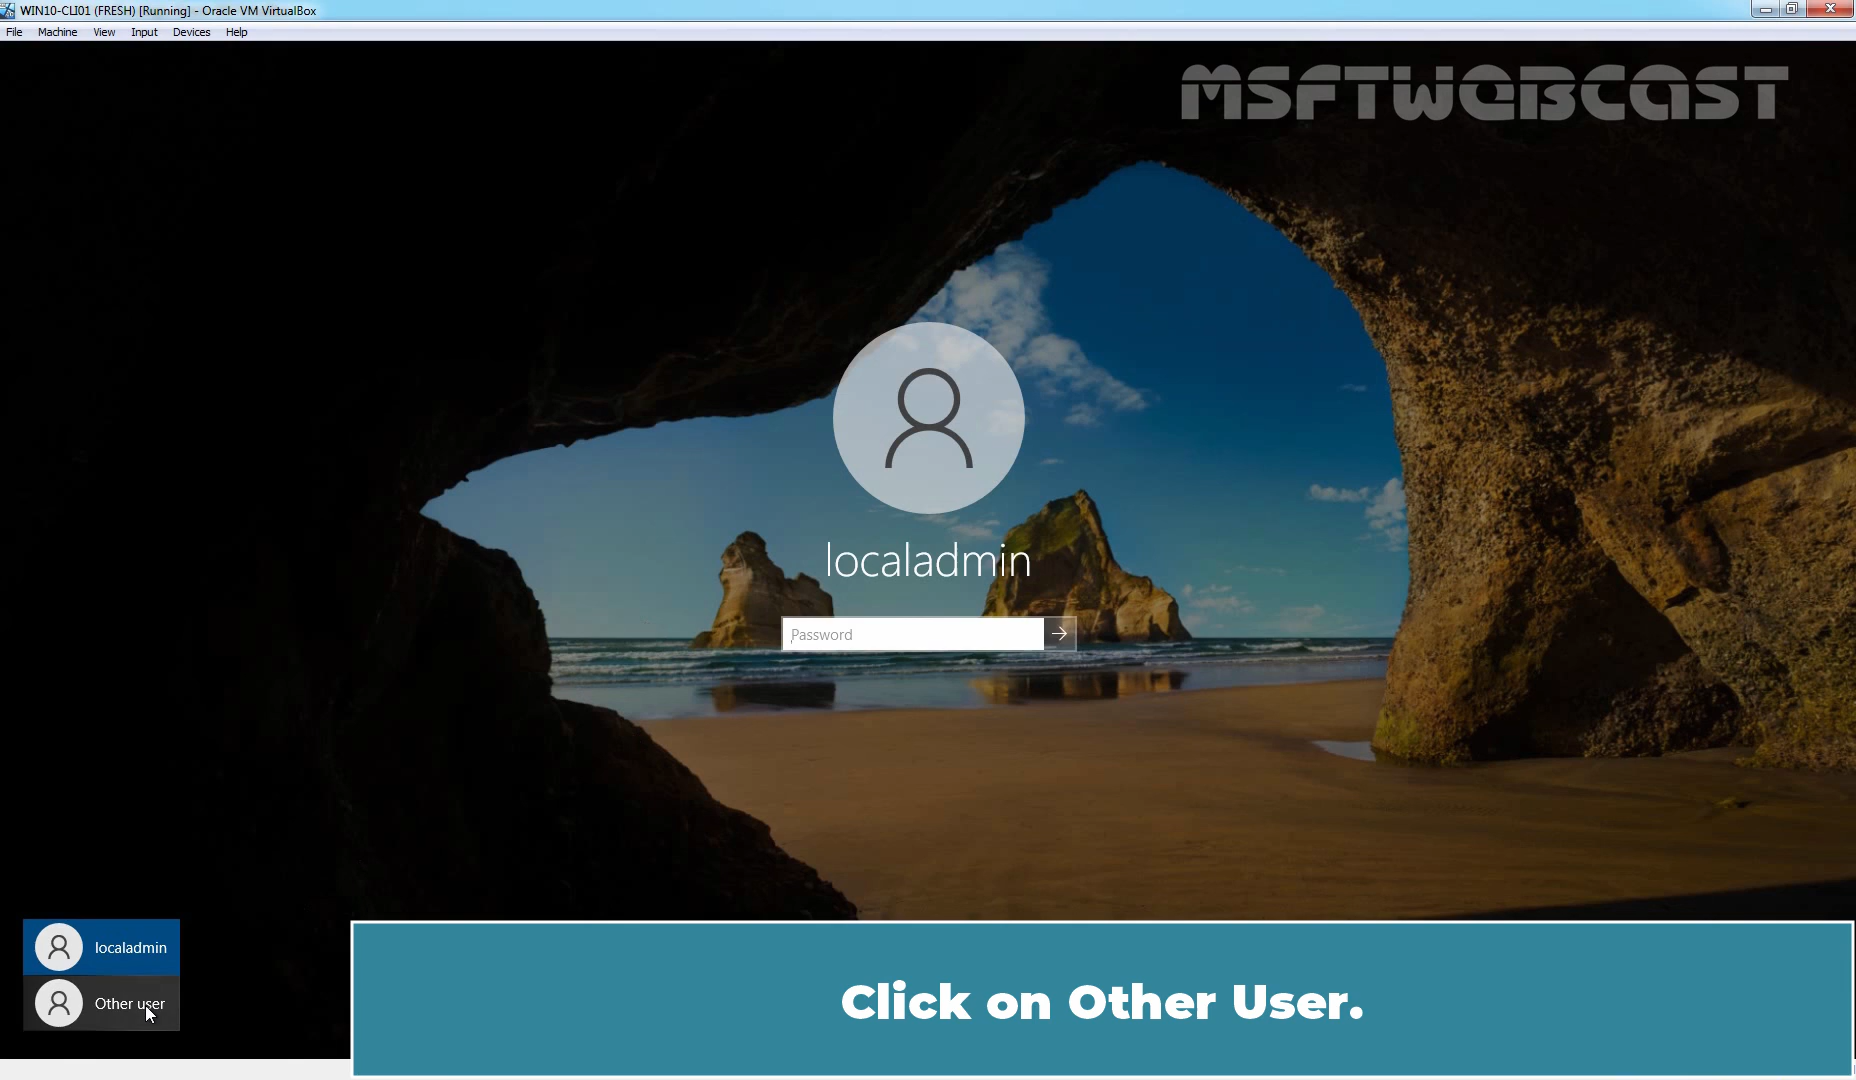 WIN10-CLI01 (FRESH) [Running] - Oracle VM VirtualBox
File Machine View Input Devices Help
MSFTWEBCAST
localadmin
Password
localadmin
Other user
Click on Other User.